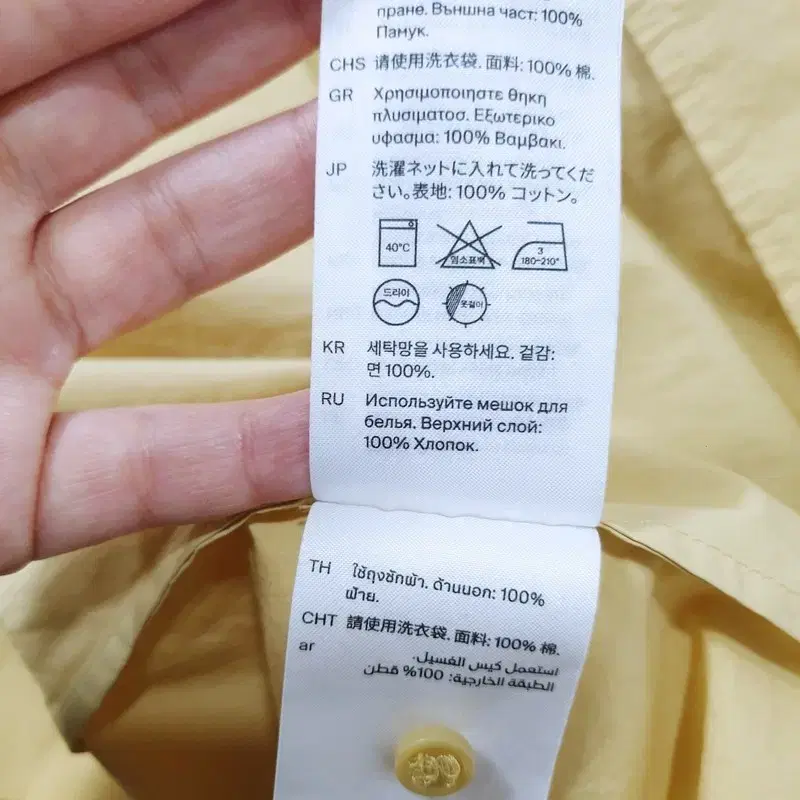 пране. Външна част: 100%
Памук.
CHS 请使用洗衣袋. 面料: 100% 棉.
GR Χρησιμοποιηστε θηκη
πλυσιματοσ. Εξωτερικο
υφασμα: 100% Βαμβακι.
JP 洗濯ネットに入れて洗ってくだ
さい。表地: 100% コットン。
40°C
염소표백
3
180-210°
드라이
옷걸이
KR 세탁망을 사용하세요. 겉감:
면 100%.
RU Используйте мешок для
белья. Верхний слой:
100% Хлопок.
TH ใช้ถุงซักผ้า. ด้านนอก: 100%
ฝ้าย.
CHT 請使用洗衣袋. 面料: 100% 棉.
ar استعمل كيس الغسيل.
الطبقة الخارجية: 100% قطن